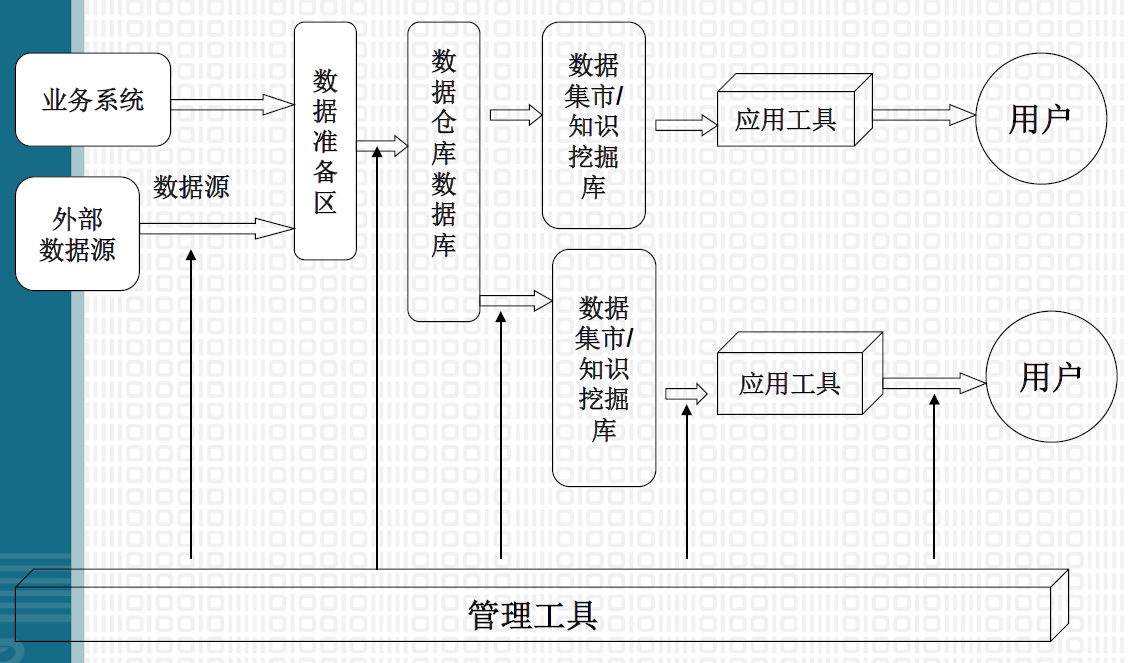 业务系统
外部
数据源
数据源
数
据
准
备
区
数
据
仓
库
数
据
库
数据
集市/
知识
挖掘
库
应用工具
用户
数据
集市/
知识
挖掘
库
应用工具
用户
管理工具